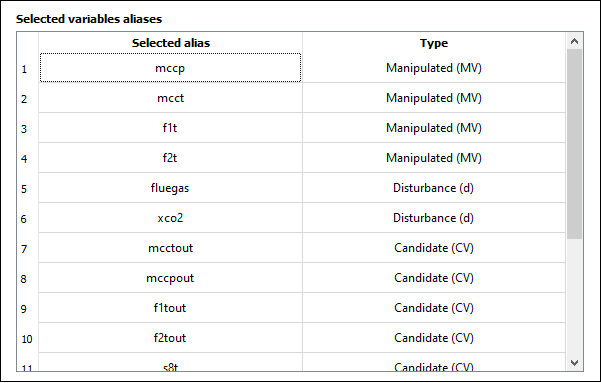 Selected variables aliases
Selected alias Type
1 mccp Manipulated (MV)
2 mcct Manipulated (MV)
3 f1t Manipulated (MV)
4 f2t Manipulated (MV)
5 fluegas Disturbance (d)
6 xco2 Disturbance (d)
7 mcctout Candidate (CV)
8 mccpout Candidate (CV)
9 f1tout Candidate (CV)
10 f2tout Candidate (CV)
11 s8t Candidate (CV)